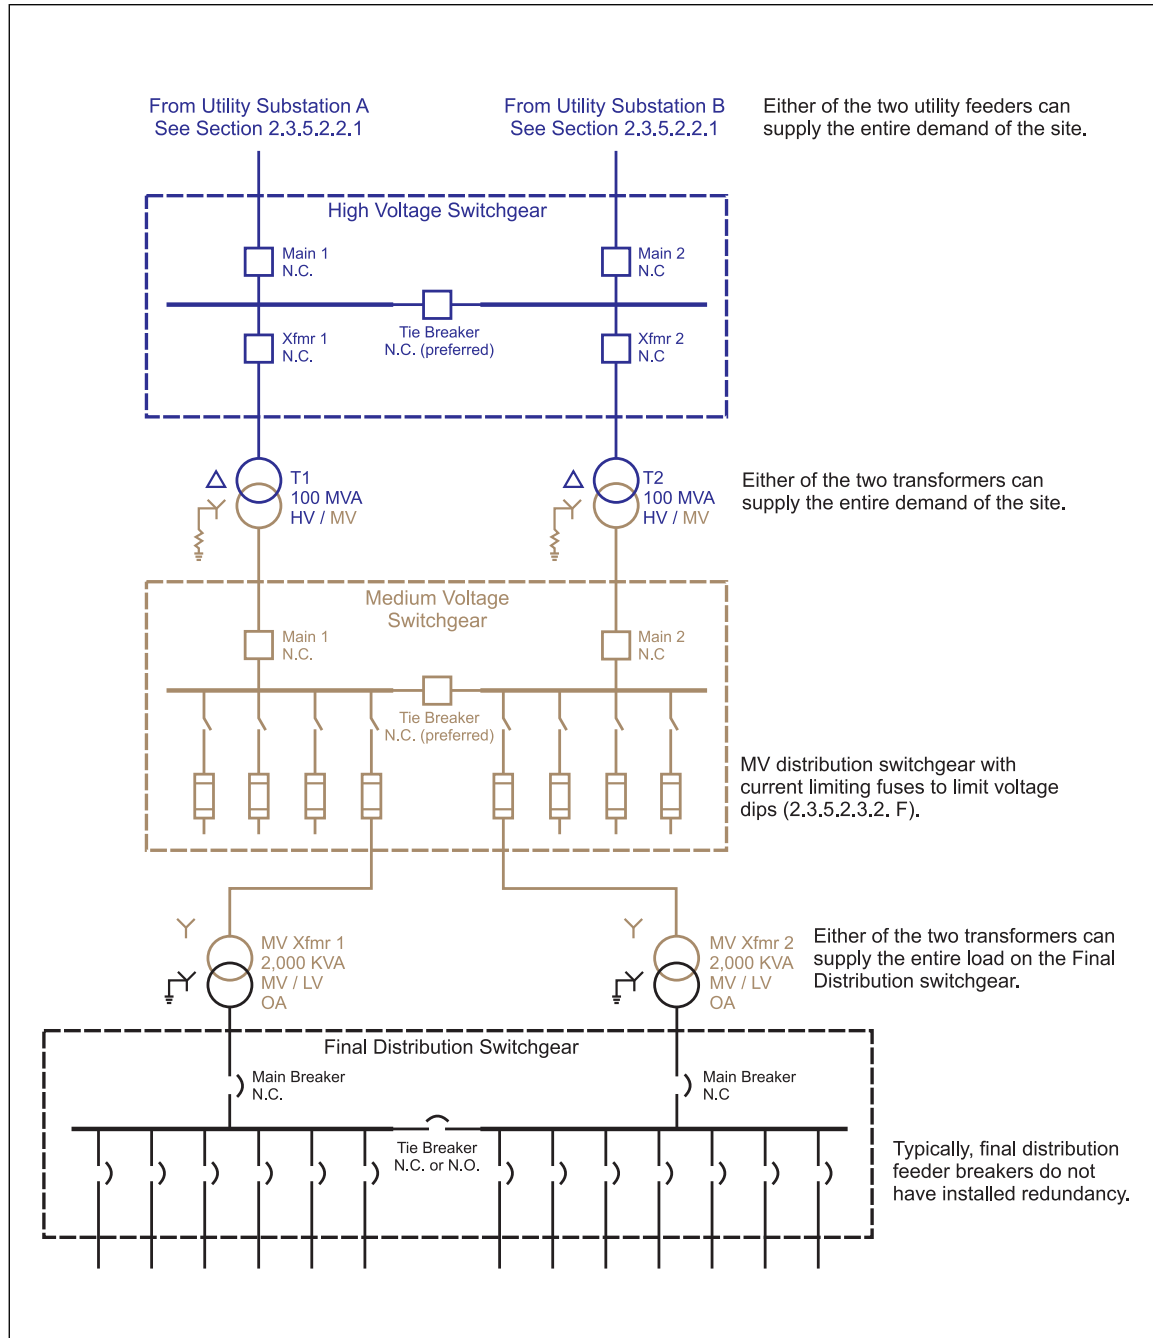 From Utility Substation A
See Section 2.3.5.2.2.1
From Utility Substation B
See Section 2.3.5.2.2.1
Either of the two utility feeders can
supply the entire demand of the site.
High Voltage Switchgear
Main 1
N.C.
Main 2
N.C
Tie Breaker
N.C. (preferred)
Xfmr 1
N.C.
Xfmr 2
N.C
T1
100 MVA
HV / MV
T2
100 MVA
HV / MV
Either of the two transformers can
supply the entire demand of the site.
Medium Voltage
Switchgear
Main 1
N.C.
Main 2
N.C
Tie Breaker
N.C. (preferred)
MV distribution switchgear with
current limiting fuses to limit voltage
dips (2.3.5.2.3.2. F).
MV Xfmr 1
2,000 KVA
MV / LV
OA
MV Xfmr 2
2,000 KVA
MV / LV
OA
Either of the two transformers can
supply the entire load on the Final
Distribution switchgear.
Final Distribution Switchgear
Main Breaker
N.C.
Main Breaker
N.C
Tie Breaker
N.C. or N.O.
Typically, final distribution
feeder breakers do not
have installed redundancy.